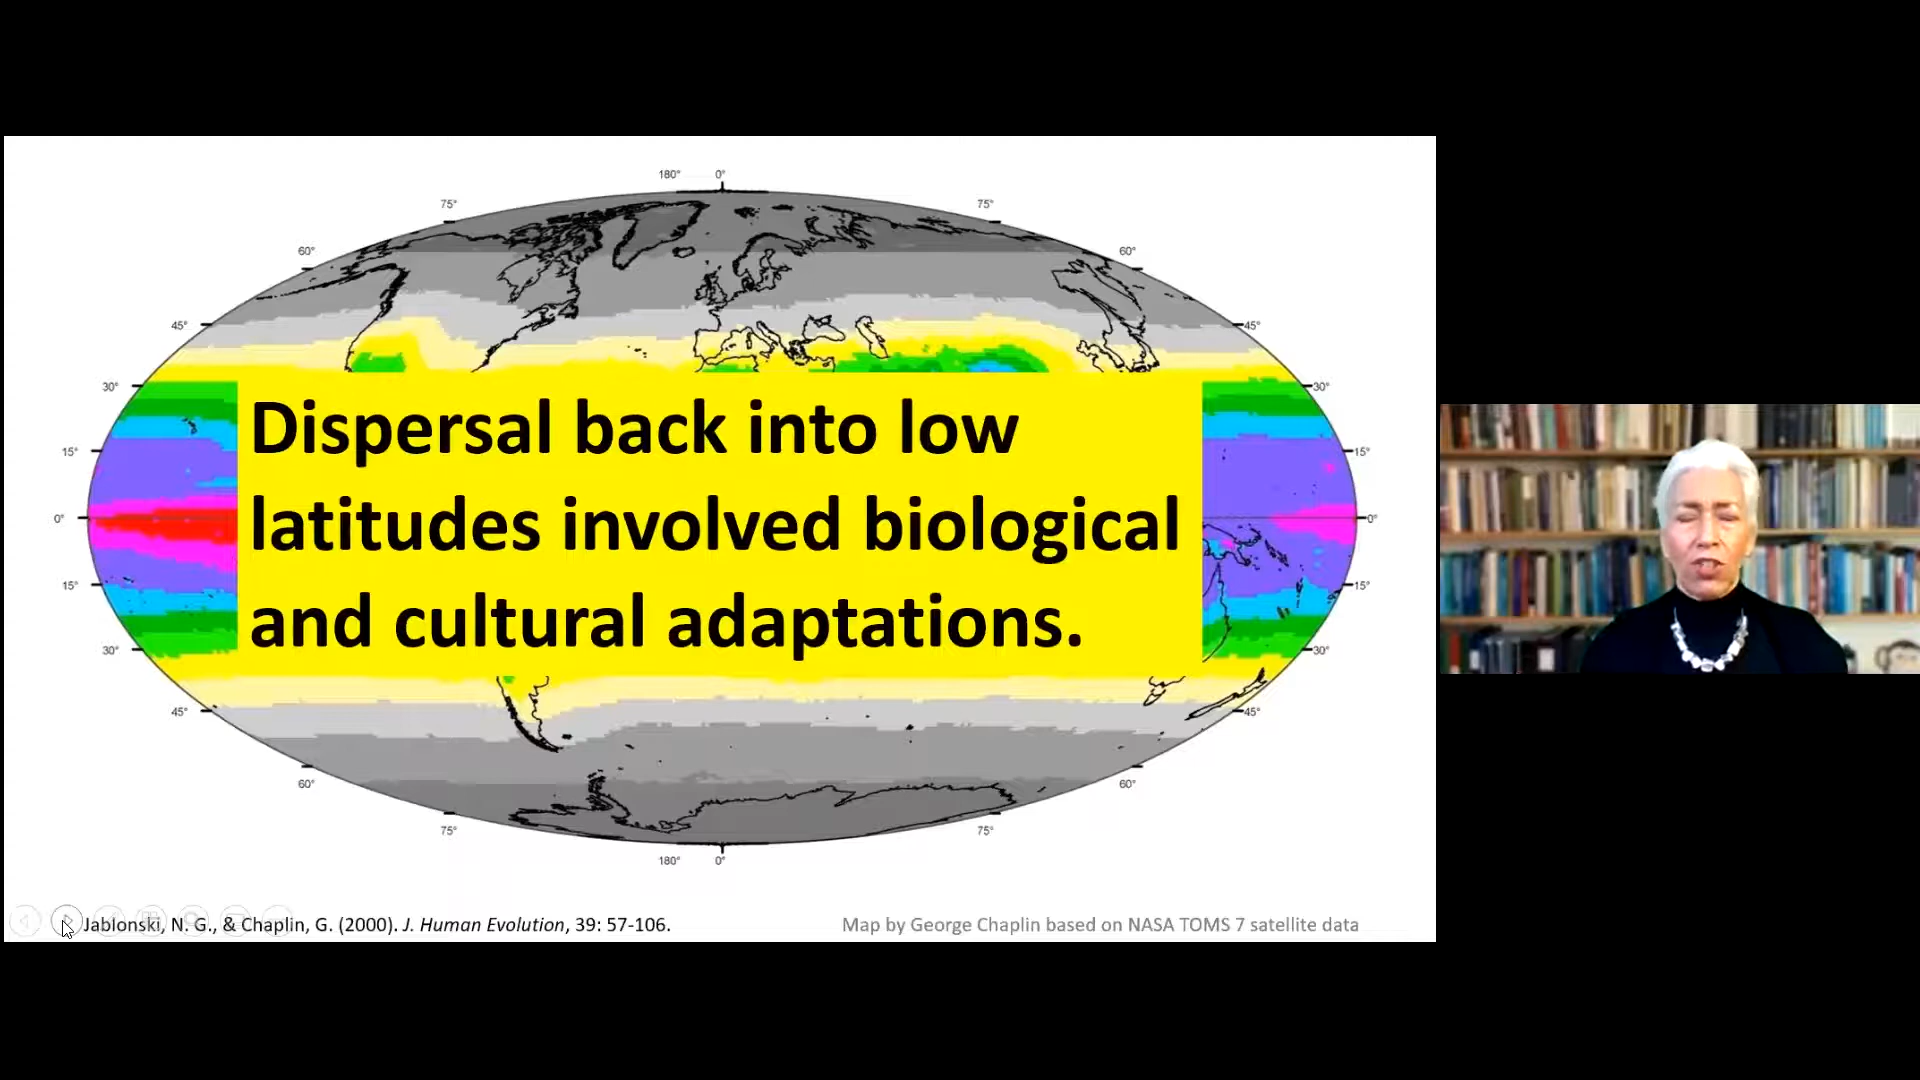 180° 0°
75° 75°
60° 60°
45° 45°
30° 30°
Dispersal back into low
15° 15°
latitudes involved biological
0° 0°
15° 15°
and cultural adaptations.
30° 30°
45° 45°
60° 60°
75° 75°
180° 0°
Jablonski, N. G., & Chaplin, G. (2000). J. Human Evolution, 39: 57-106.
Map by George Chaplin based on NASA TOMS 7 satellite data